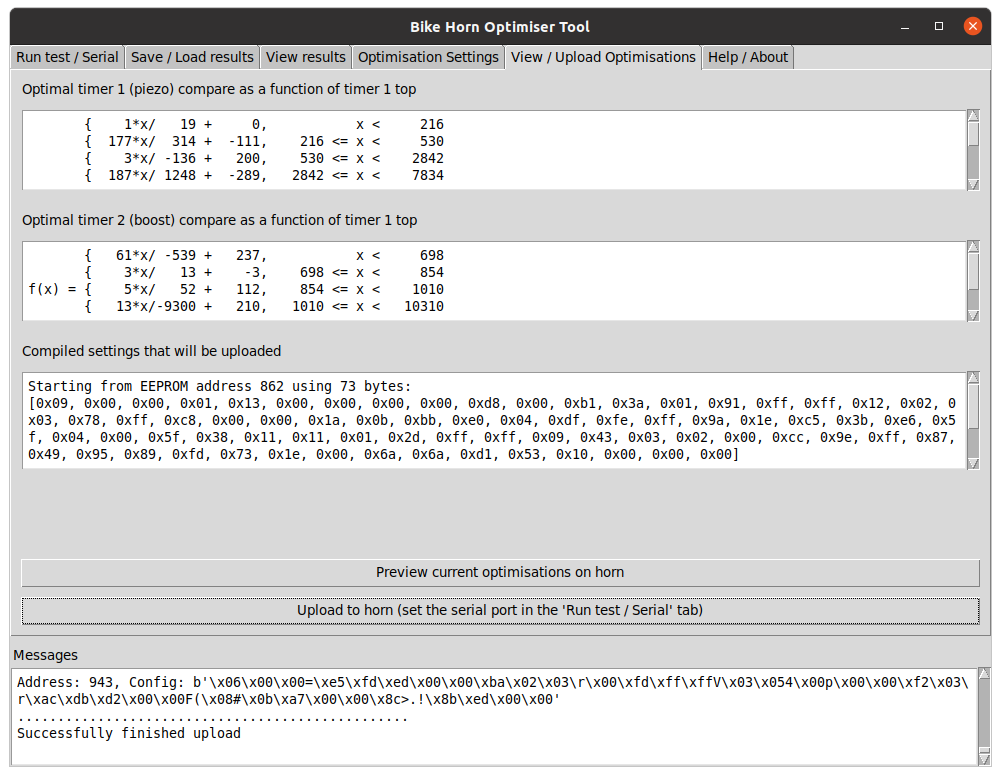 Bike Horn Optimiser Tool
Run test / Serial Save / Load results View results Optimisation Settings View / Upload Optimisations Help / About
Optimal timer 1 (piezo) compare as a function of timer 1 top
{ 1*x/ 19 + 0, x < 216
{ 177*x/ 314 + -111, 216 <= x < 530
{ 3*x/ -136 + 200, 530 <= x < 2842
{ 187*x/ 1248 + -289, 2842 <= x < 7834
Optimal timer 2 (boost) compare as a function of timer 1 top
{ 61*x/ -539 + 237, x < 698
{ 3*x/ 13 + -3, 698 <= x < 854
f(x) = { 5*x/ 52 + 112, 854 <= x < 1010
{ 13*x/-9300 + 210, 1010 <= x < 10310
Compiled settings that will be uploaded
Starting from EEPROM address 862 using 73 bytes:
[0x09, 0x00, 0x00, 0x01, 0x13, 0x00, 0x00, 0x00, 0x00, 0xd8, 0x00, 0xb1, 0x3a, 0x01, 0x91, 0xff, 0xff, 0x12, 0x02, 0
x03, 0x78, 0xff, 0xc8, 0x00, 0x00, 0x1a, 0x0b, 0xbb, 0xe0, 0x04, 0xdf, 0xfe, 0xff, 0x9a, 0x1e, 0xc5, 0x3b, 0xe6, 0x5
f, 0x04, 0x00, 0x5f, 0x38, 0x11, 0x11, 0x01, 0x2d, 0xff, 0xff, 0x09, 0x43, 0x03, 0x02, 0x00, 0xcc, 0x9e, 0xff, 0x87,
0x49, 0x95, 0x89, 0xfd, 0x73, 0x1e, 0x00, 0x6a, 0x6a, 0xd1, 0x53, 0x10, 0x00, 0x00, 0x00]
Preview current optimisations on horn
Upload to horn (set the serial port in the 'Run test / Serial' tab)
Messages
Address: 943, Config: b'\x06\x00\x00=\xe5\xfd\xed\x00\x00\xba\x02\x03\r\x00\xfd\xff\xffV\x03\x054\x00p\x00\x00\xf2\x03\
r\xac\xdb\xd2\x00\x00F(\x08#\x0b\xa7\x00\x00\x8c>.!\x8b\xed\x00\x00'
.................................................
Successfully finished upload